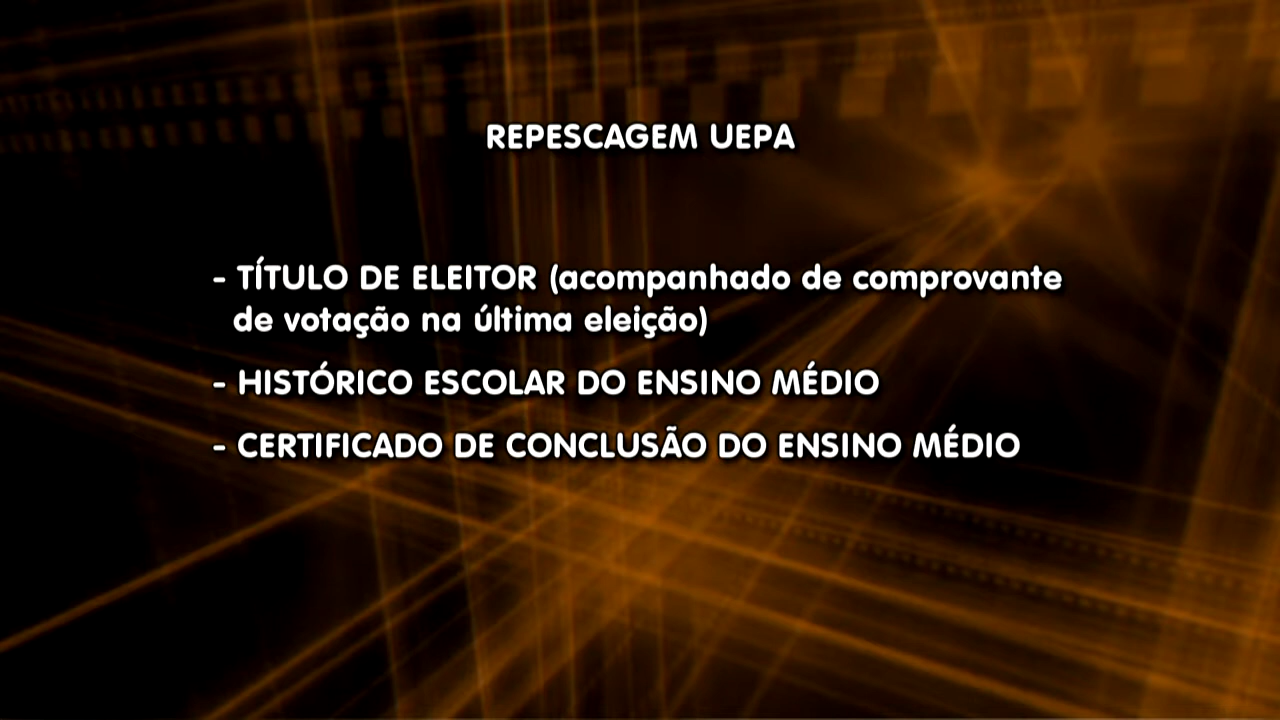 REPESCAGEM UEPA
- TÍTULO DE ELEITOR (acompanhado de comprovante
de votação na última eleição)
- HISTÓRICO ESCOLAR DO ENSINO MÉDIO
- CERTIFICADO DE CONCLUSÃO DO ENSINO MÉDIO